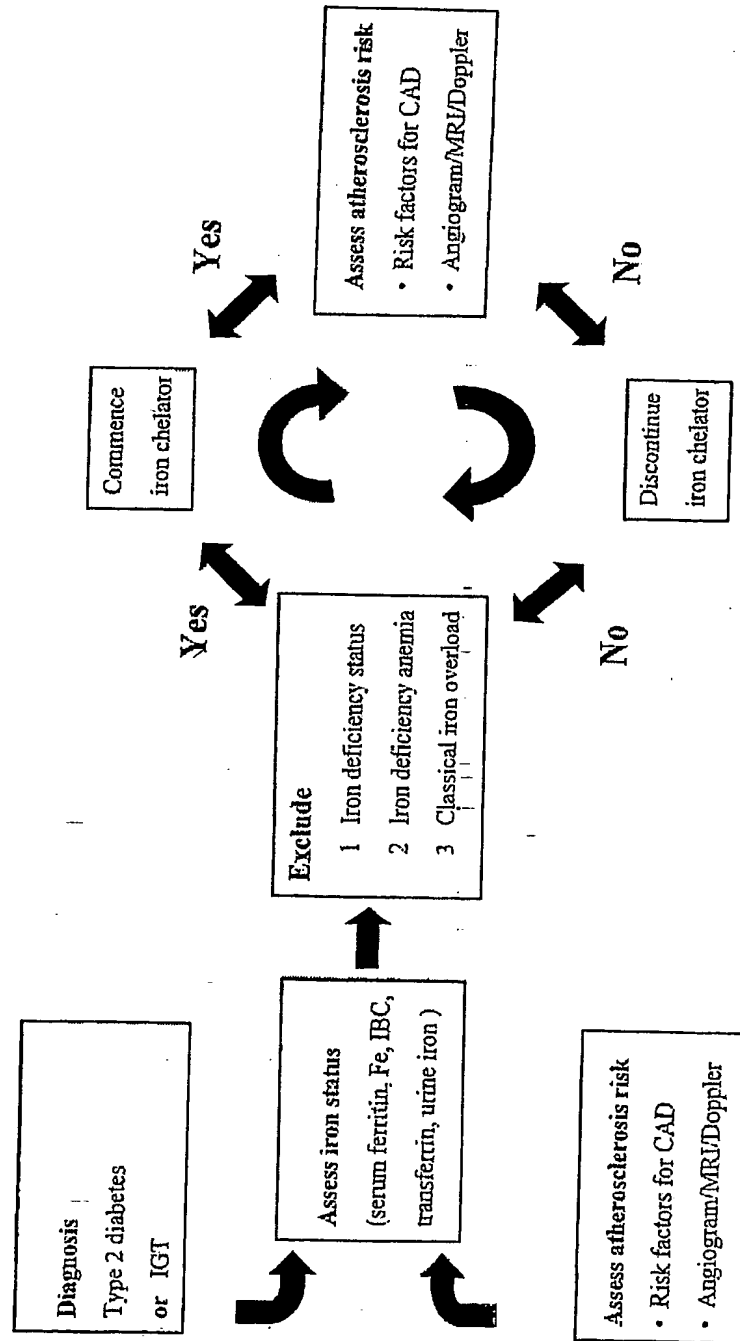 Diagnosis
Type 2 diabetes
or IGT
Assess iron status
(serum ferritin, Fe, IBC,
transferrin, urine iron )
Assess atherosclerosis risk
• Risk factors for CAD
• Angiogram/MRI/Doppler
Exclude
1 Iron deficiency status
2 Iron deficiency anemia
3 Classical iron overload
Yes
No
Commence
iron chelator
Discontinue
iron chelator
Yes
No
Assess atherosclerosis risk
• Risk factors for CAD
• Angiogram/MRI/Doppler